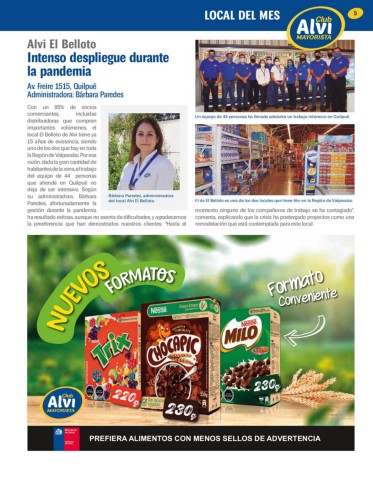 LOCAL DEL MES
Club
Alvi
MAYORISTA
5
Alvi El Belloto
Intenso despliegue durante
la pandemia
Av. Freire 1515, Quilpué
Administradora: Bárbara Paredes
Con un 85% de socios
comerciantes, incluidas
distribuidoras que compran
importantes volúmenes, el
local El Belloto de Alvi tiene ya
15 años de existencia, siendo
uno de los dos que hay en toda
la Región de Valparaíso. Por esa
razón, dada la gran cantidad de
habitantes de la zona, el trabajo
del equipo de 44 personas
que atiende en Quilpué no
deja de ser intensivo. Según
su administradora, Bárbara
Paredes, afortunadamente la
gestión durante la pandemia
ha resultado exitosa, aunque no exenta de dificultades, y agradecemos
la preeferencia que han demostrado nuestros clientes. "Hasta el
Bárbara Paredes, administradora
del local Alvi El Belloto.
Un equipo de 44 personas ha llevado adelante un trabajo intensivo en Quilpué.
El de El Belloto es uno de los dos locales que tiene Alvi en la Región de Valparaíso.
momento ninguno de los compañeros de trabajo se ha contagiado",
comenta, explicando que la crisis ha postergado proyectos como una
remodelación que está contemplada para este local.
NUEVOS
FORMATOS
Formato
Conveniente
Trix
220g
Nestlé
CHOCAPIC
230g
Nestlé
MILO
220g
Club
Alvi
MAYORISTA
PREFIERA ALIMENTOS CON MENOS SELLOS DE ADVERTENCIA